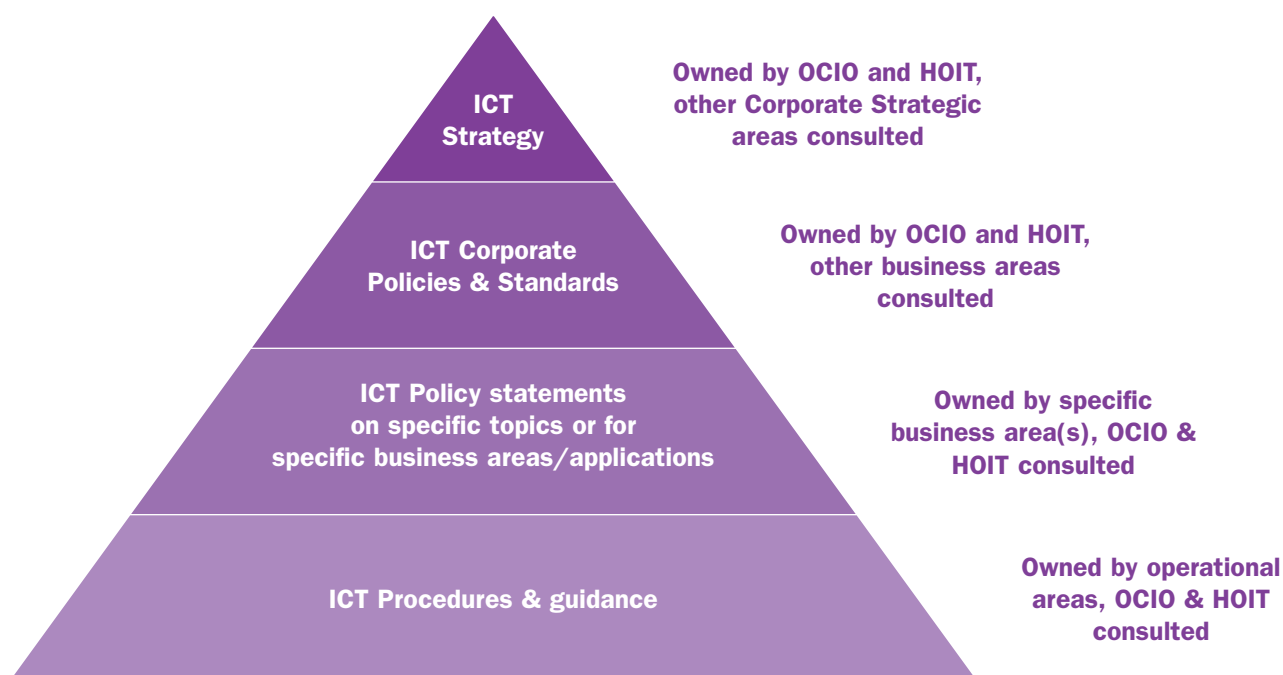 ICT
Strategy
Owned by OCIO and HOIT,
other Corporate Strategic
areas consulted
ICT Corporate
Policies & Standards
Owned by OCIO and HOIT,
other business areas
consulted
ICT Policy statements
on specific topics or for
specific business areas/applications
Owned by specific
business area(s), OCIO &
HOIT consulted
ICT Procedures & guidance
Owned by operational
areas, OCIO & HOIT
consulted